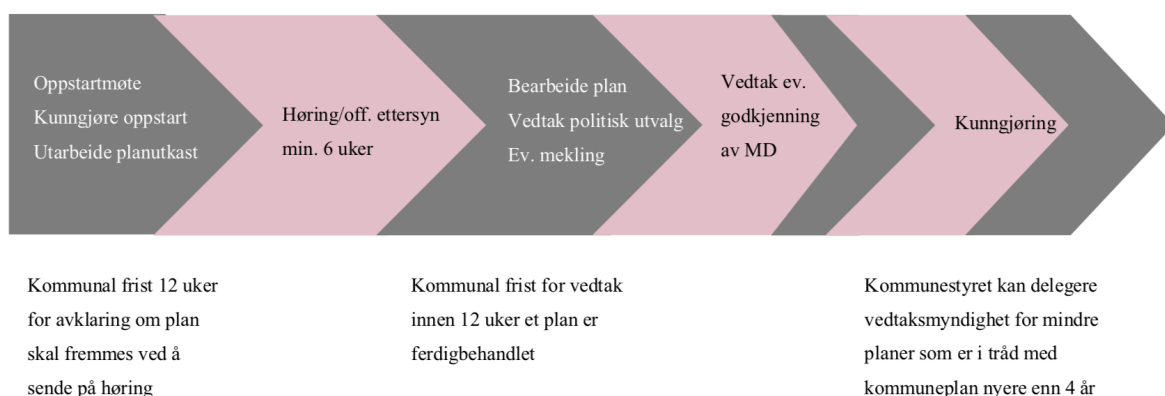 Oppstartmøte
Kunngjøre oppstart
Utarbeide planutkast
Høring/off. ettersyn
min. 6 uker
Bearbeide plan
Vedtak politisk utvalg
Ev. mekling
Vedtak ev.
godkjenning
av MD
Kunngjøring
Kommunal frist 12 uker
for avklaring om plan
skal fremmes ved å
sende på høring
Kommunal frist for vedtak
innen 12 uker et plan er
ferdigbehandlet
Kommunestyret kan delegere
vedtaksmyndighet for mindre
planer som er i tråd med
kommuneplan nyere enn 4 år